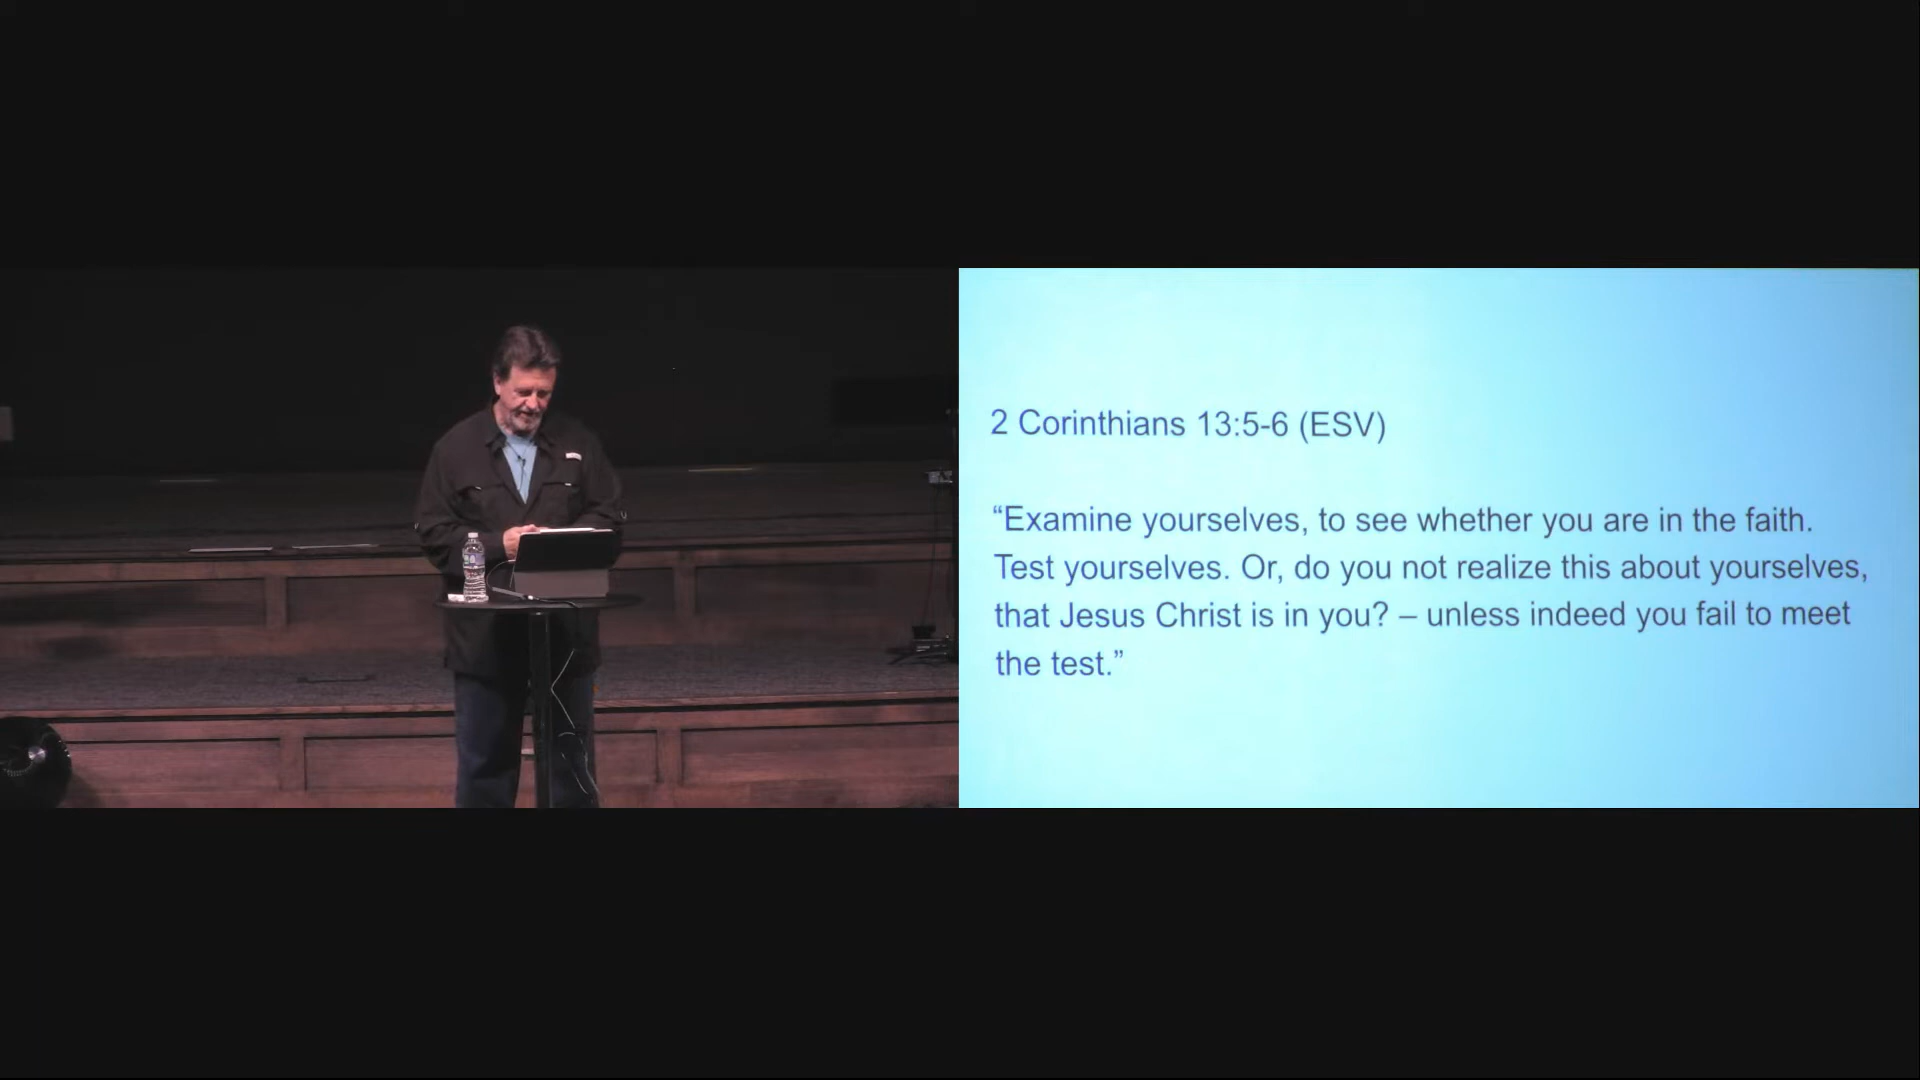 2 Corinthians 13:5-6 (ESV)
“Examine yourselves, to see whether you are in the faith.
Test yourselves. Or, do you not realize this about yourselves,
that Jesus Christ is in you? – unless indeed you fail to meet
the test.”